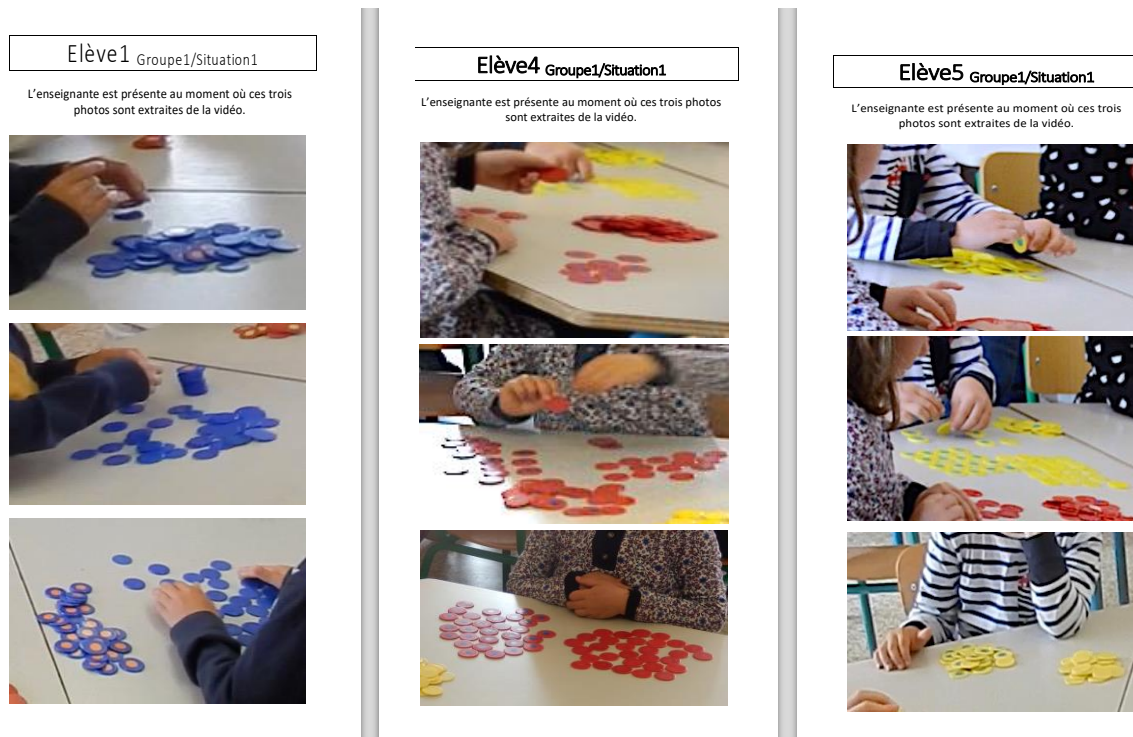 Elève1 Groupe1/Situation1
L’enseignante est présente au moment où ces trois
photos sont extraites de la vidéo.
Elève4 Groupe1/Situation1
L’enseignante est présente au moment où ces trois photos
sont extraites de la vidéo.
Elève5 Groupe1/Situation1
L’enseignante est présente au moment où ces trois
photos sont extraites de la vidéo.